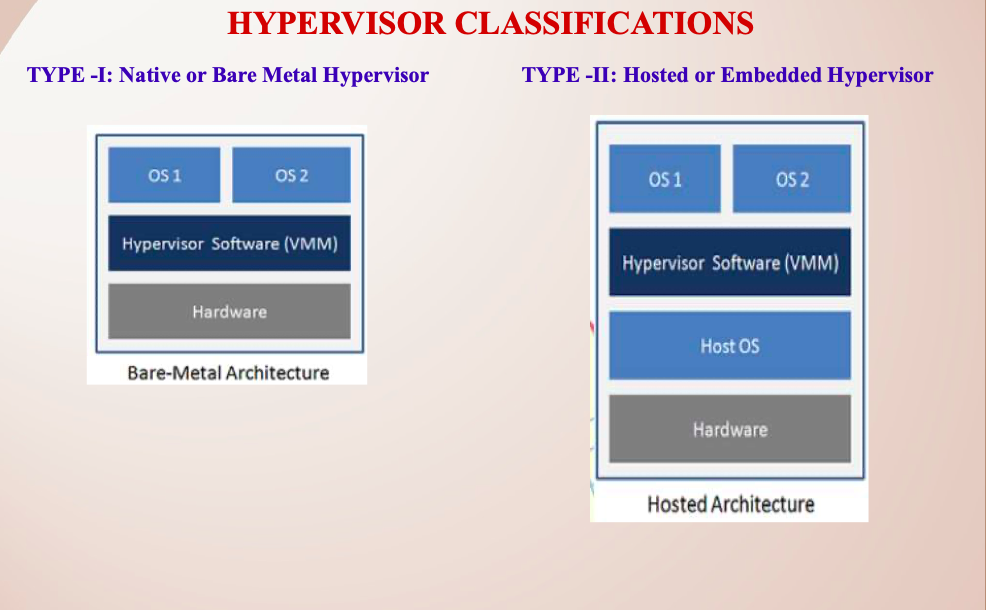 HYPERVISOR CLASSIFICATIONS
TYPE -I: Native or Bare Metal Hypervisor
OS 1
OS 2
Hypervisor Software (VMM)
Hardware
Bare-Metal Architecture
TYPE -II: Hosted or Embedded Hypervisor
OS 1
OS 2
Hypervisor Software (VMM)
Host OS
Hardware
Hosted Architecture